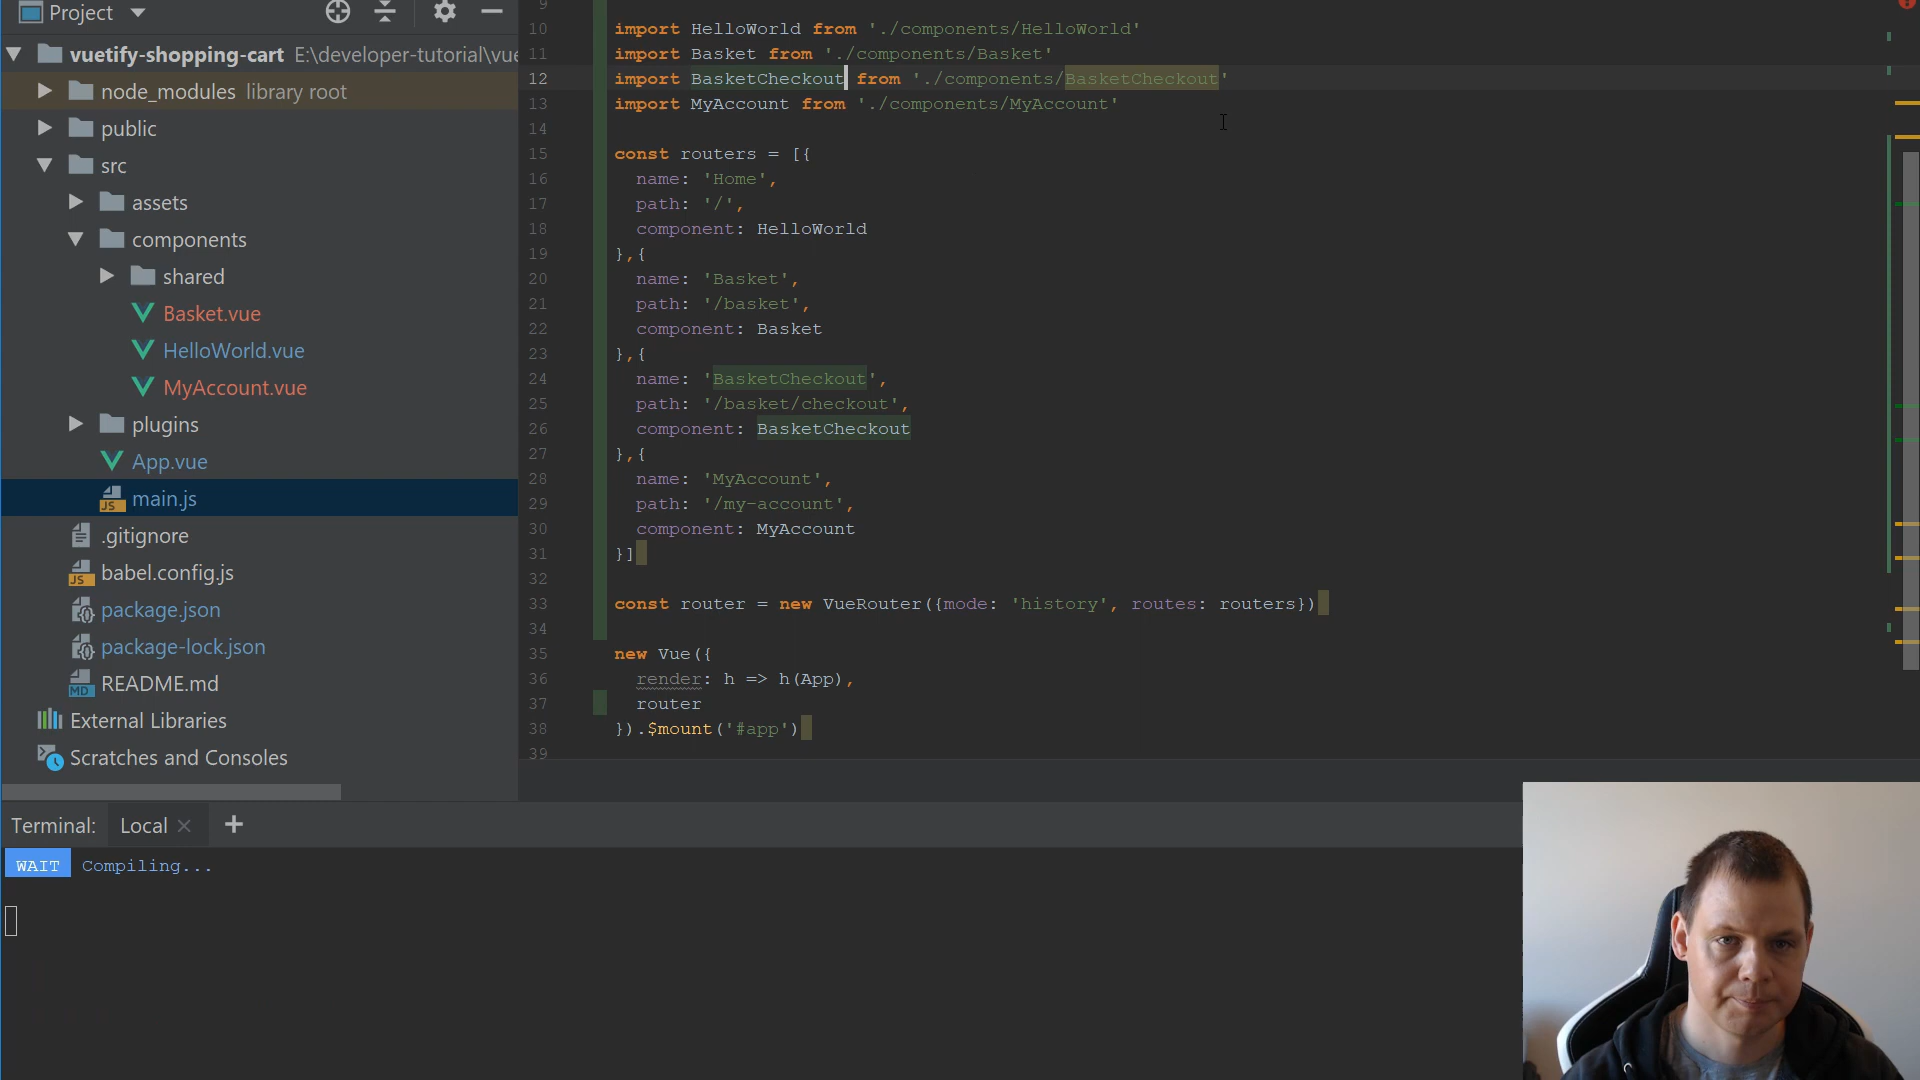 Project
vuetify-shopping-cart E:\developer-tutorial\vue
node_modules library root
public
src
assets
components
shared
Basket.vue
HelloWorld.vue
MyAccount.vue
plugins
App.vue
main.js
.gitignore
babel.config.js
package.json
package-lock.json
README.md
External Libraries
Scratches and Consoles
9
10 import HelloWorld from './components/HelloWorld'
11 import Basket from './components/Basket'
12 import BasketCheckout from './components/BasketCheckout'
13 import MyAccount from './components/MyAccount'
14
15 const routers = [{
16 name: 'Home',
17 path: '/',
18 component: HelloWorld
19 },{
20 name: 'Basket',
21 path: '/basket',
22 component: Basket
23 },{
24 name: 'BasketCheckout',
25 path: '/basket/checkout',
26 component: BasketCheckout
27 },{
28 name: 'MyAccount',
29 path: '/my-account',
30 component: MyAccount
31 }]
32
33 const router = new VueRouter({mode: 'history', routes: routers})
34
35 new Vue({
36 render: h => h(App),
37 router
38 }).$mount('#app')
39
Terminal: Local
WAIT Compiling...